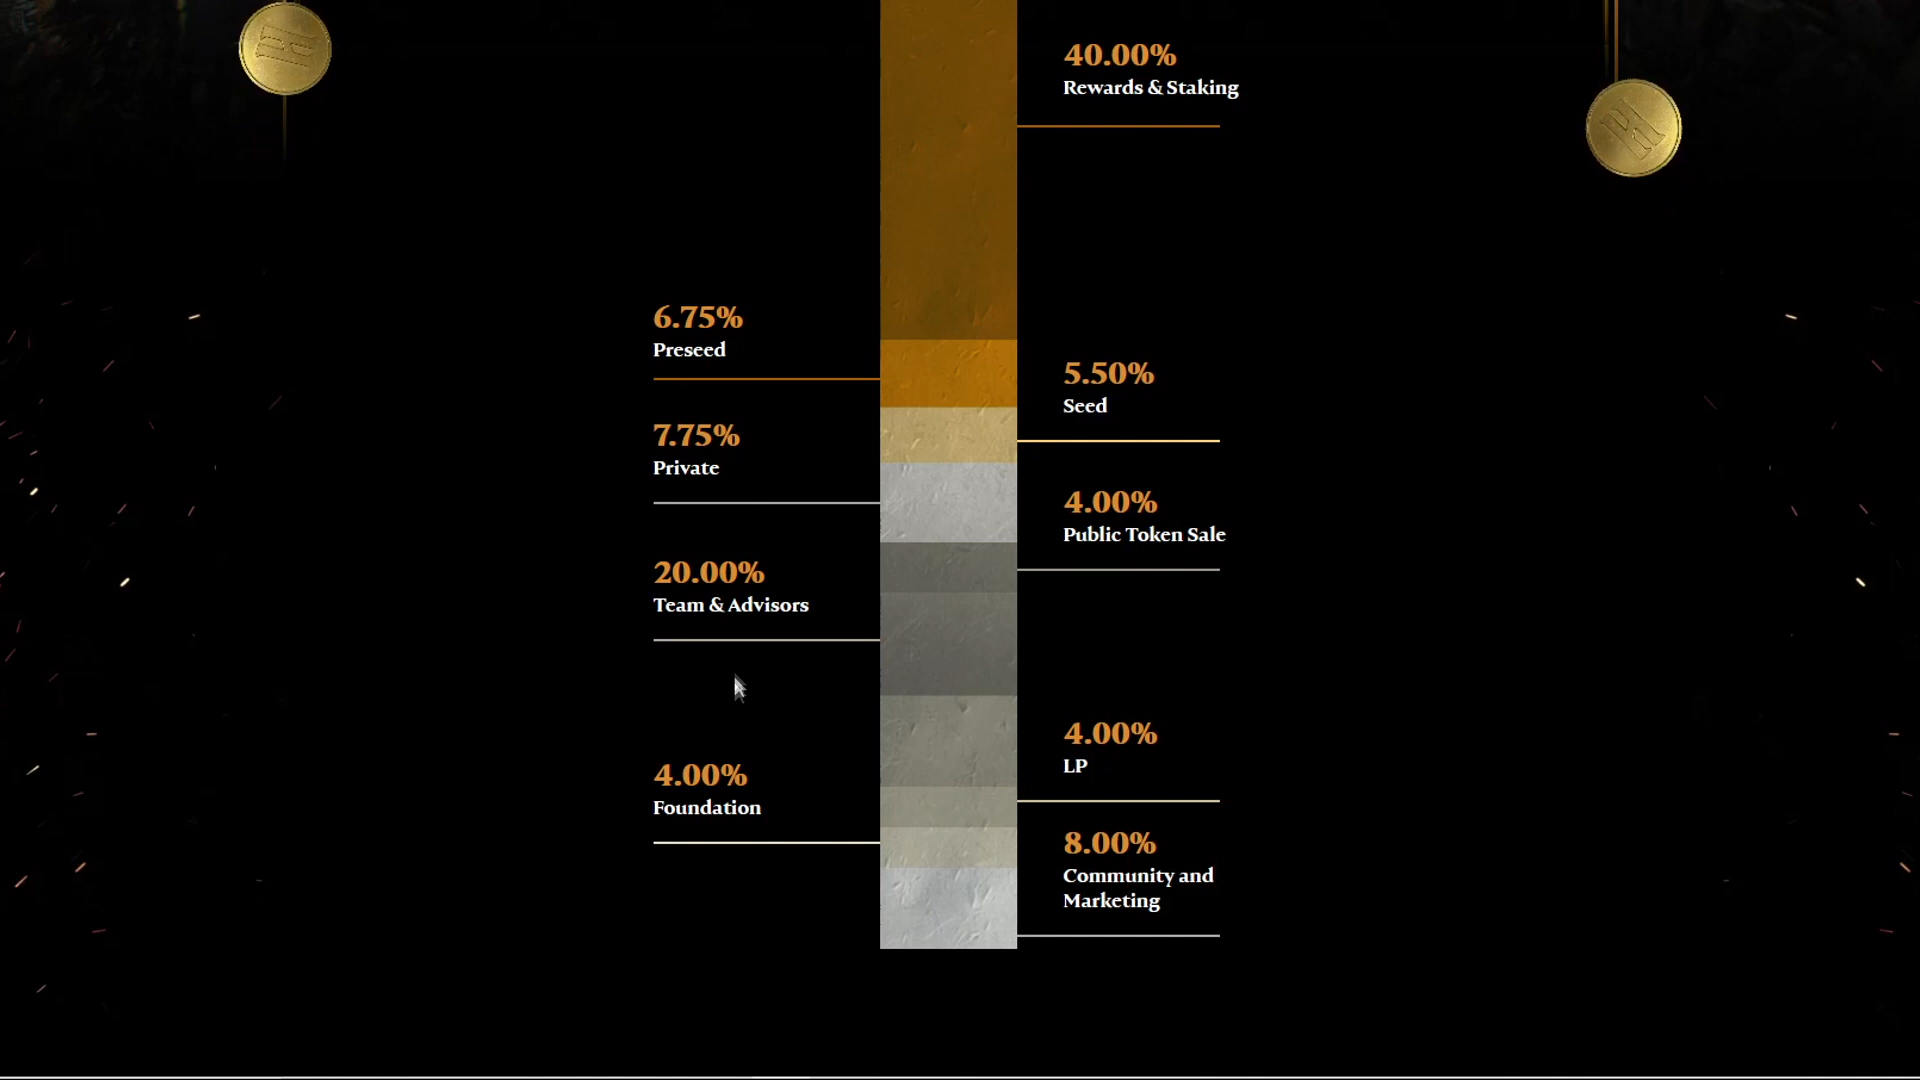 40.00%
Rewards & Staking
6.75%
Preseed
5.50%
Seed
7.75%
Private
4.00%
Public Token Sale
20.00%
Team & Advisors
4.00%
LP
4.00%
Foundation
8.00%
Community and
Marketing